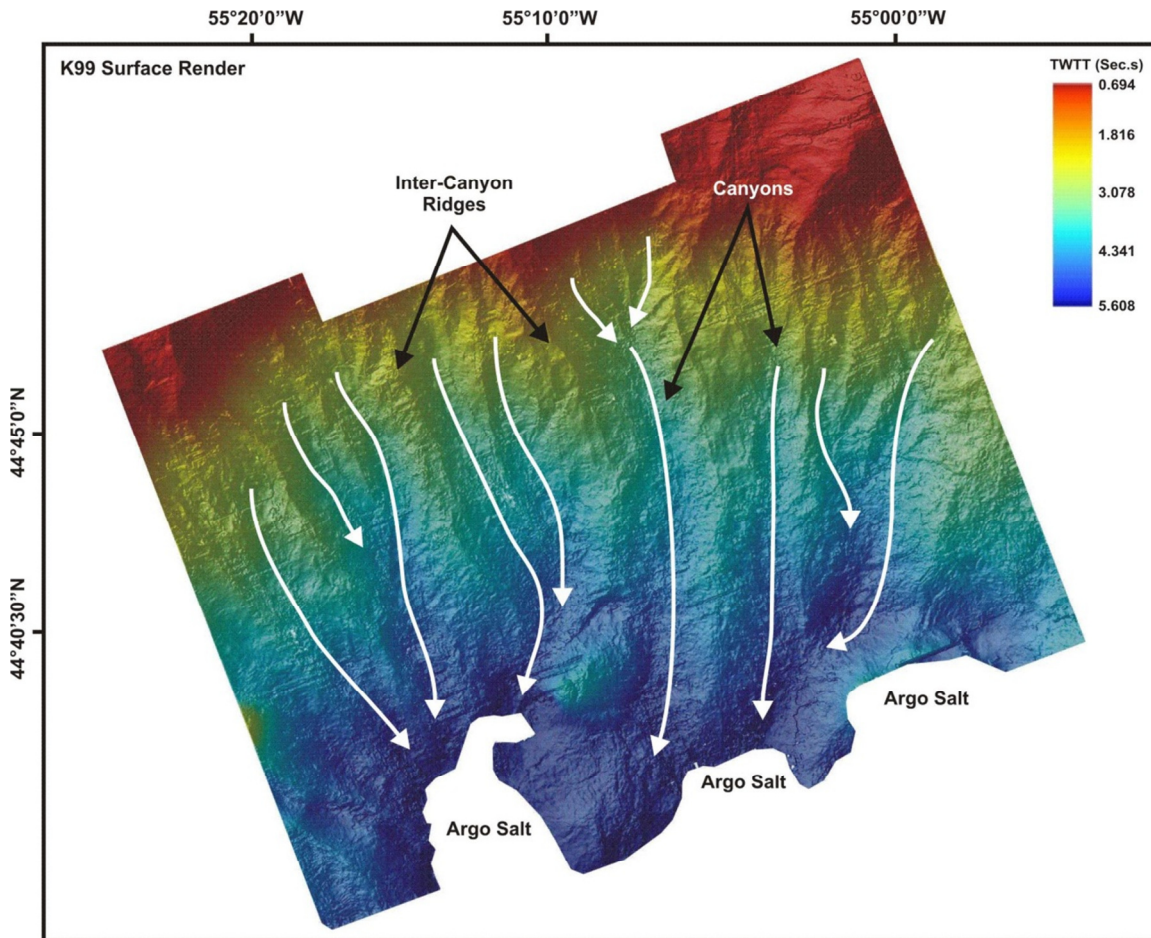 55°20’0”W
55°10’0”W
55°00’0”W
K99 Surface Render
TWTT (Sec.s)
0.694
1.816
3.078
4.341
5.608
Inter-Canyon
Ridges
Canyons
44°45’0”N
44°40’30”N
Argo Salt
Argo Salt
Argo Salt